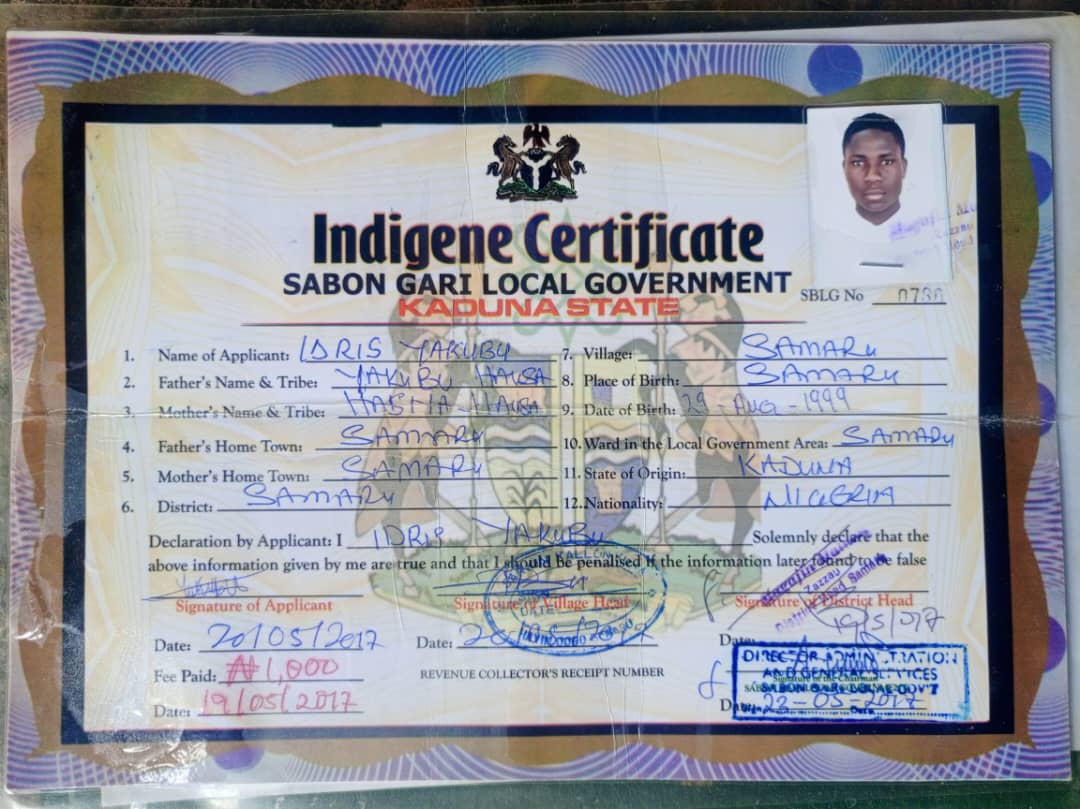 Indigene Certificate
SABON GARI LOCAL GOVERNMENT
KADUNA STATE
SBLG No 0730
1. Name of Applicant: IDRIS YAKUBU
2. Father's Name & Tribe: YAKUBU HAUSA
3. Mother's Name & Tribe: HAUSA
4. Father's Home Town: SAMARU
5. Mother's Home Town: SAMARU
6. District: SAMARU
7. Village: SAMARU
8. Place of Birth: SAMARU
9. Date of Birth: 29-AUG-1999
10. Ward in the Local Government Area: SAMARU
11. State of Origin: KADUNA
12. Nationality: NIGERIA
Declaration by Applicant: I IDRIS YAKUBU Solemnly declare that the
above information given by me are true and that I should be penalised if the information later found to be false
Signature of Applicant
Signature of Village Head
Signature of District Head
Date: 20/05/2017
Date:
Date: 19/5/017
Fee Paid: ₦1,000
REVENUE COLLECTOR'S RECEIPT NUMBER
Date: 19/05/2017
DIRECTOR ADMINISTRATION
AND GENERAL SERVICES
Signature of the Chairman
Date: 22-05-2017